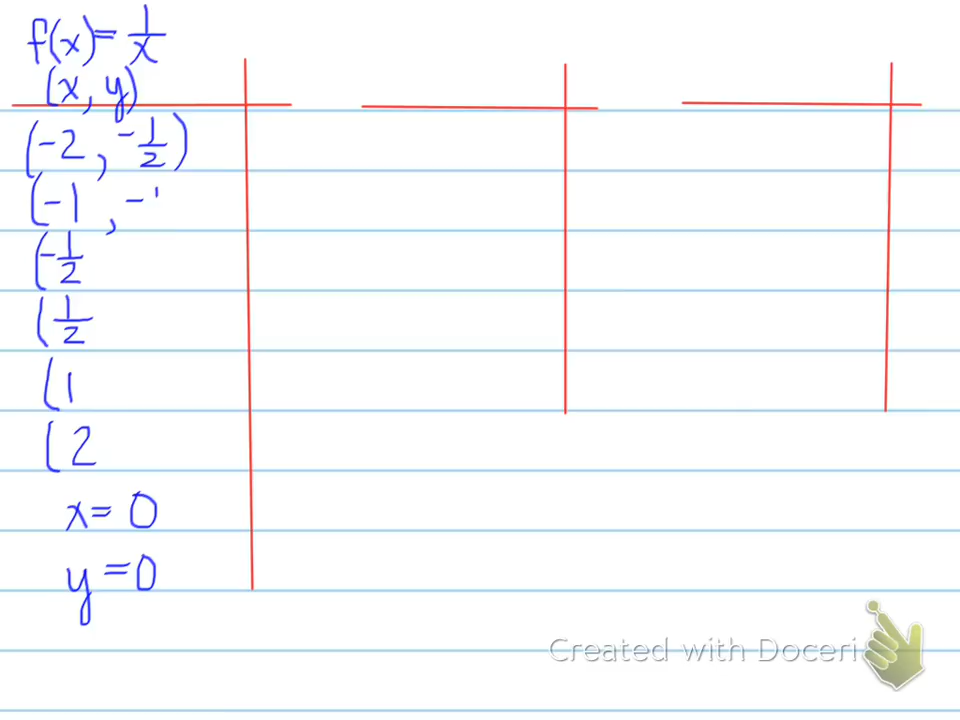 f(x) = 1/x
(x, y)
(-2, -1/2)
(-1, -1
(-1/2
(1/2
(1
(2
x = 0
y = 0
Created with Doceri